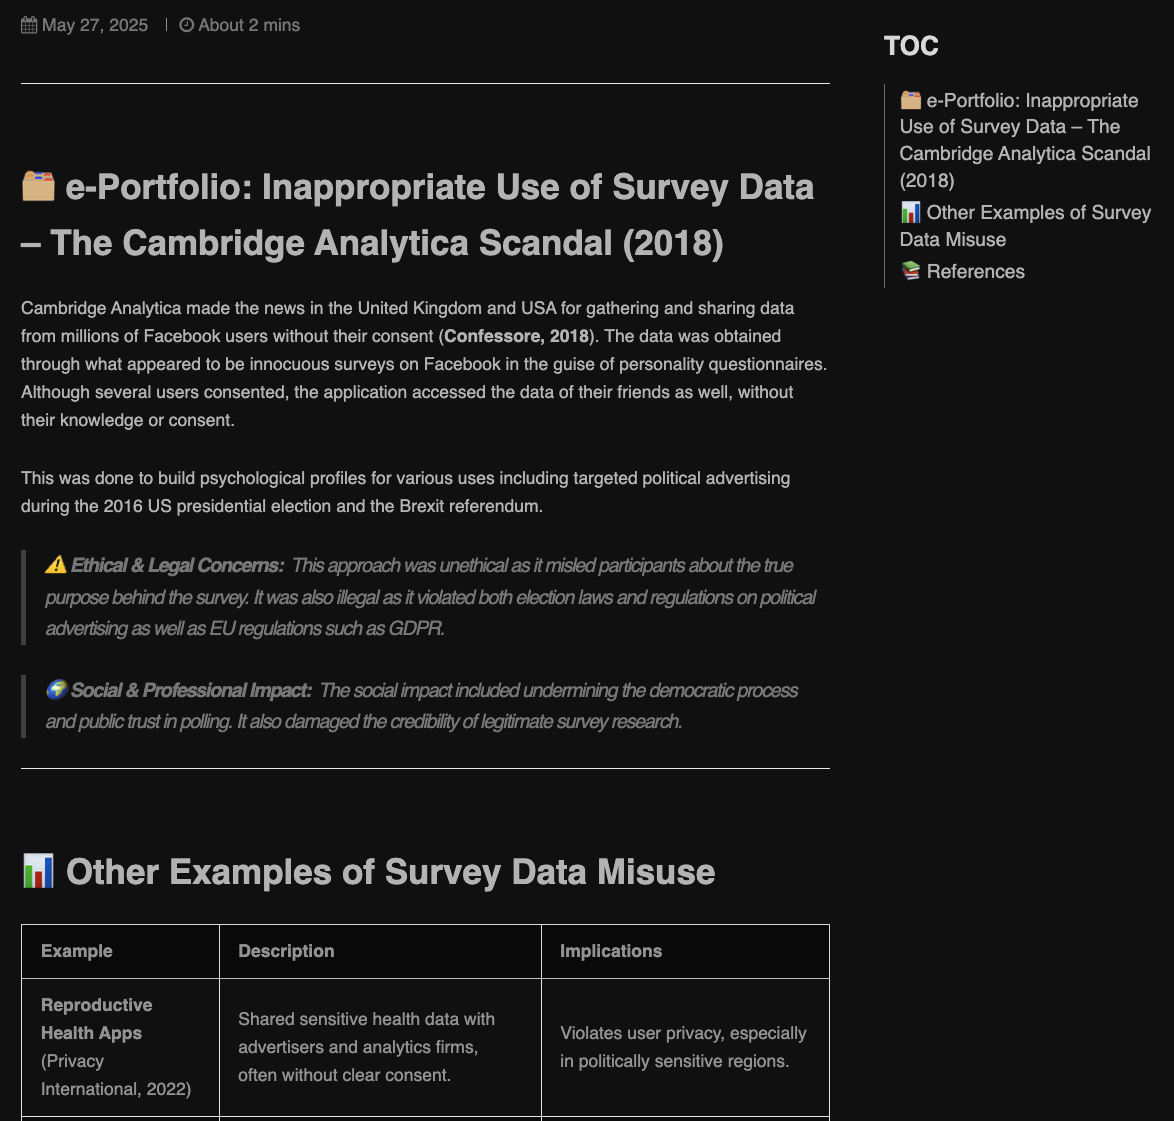 May 27, 2025 | About 2 mins
🗂️ e-Portfolio: Inappropriate Use of Survey Data
– The Cambridge Analytica Scandal (2018)
Cambridge Analytica made the news in the United Kingdom and USA for gathering and sharing data
from millions of Facebook users without their consent (Confessore, 2018). The data was obtained
through what appeared to be innocuous surveys on Facebook in the guise of personality questionnaires.
Although several users consented, the application accessed the data of their friends as well, without
their knowledge or consent.
This was done to build psychological profiles for various uses including targeted political advertising
during the 2016 US presidential election and the Brexit referendum.
⚠️ Ethical & Legal Concerns: This approach was unethical as it misled participants about the true
purpose behind the survey. It was also illegal as it violated both election laws and regulations on political
advertising as well as EU regulations such as GDPR.
🌍 Social & Professional Impact: The social impact included undermining the democratic process
and public trust in polling. It also damaged the credibility of legitimate survey research.
📊 Other Examples of Survey Data Misuse
Example
Description
Implications
Reproductive
Health Apps
(Privacy
International, 2022)
Shared sensitive health data with
advertisers and analytics firms,
often without clear consent.
Violates user privacy, especially
in politically sensitive regions.
TOC
🗂️ e-Portfolio: Inappropriate
Use of Survey Data – The
Cambridge Analytica Scandal
(2018)
📊 Other Examples of Survey
Data Misuse
📚 References